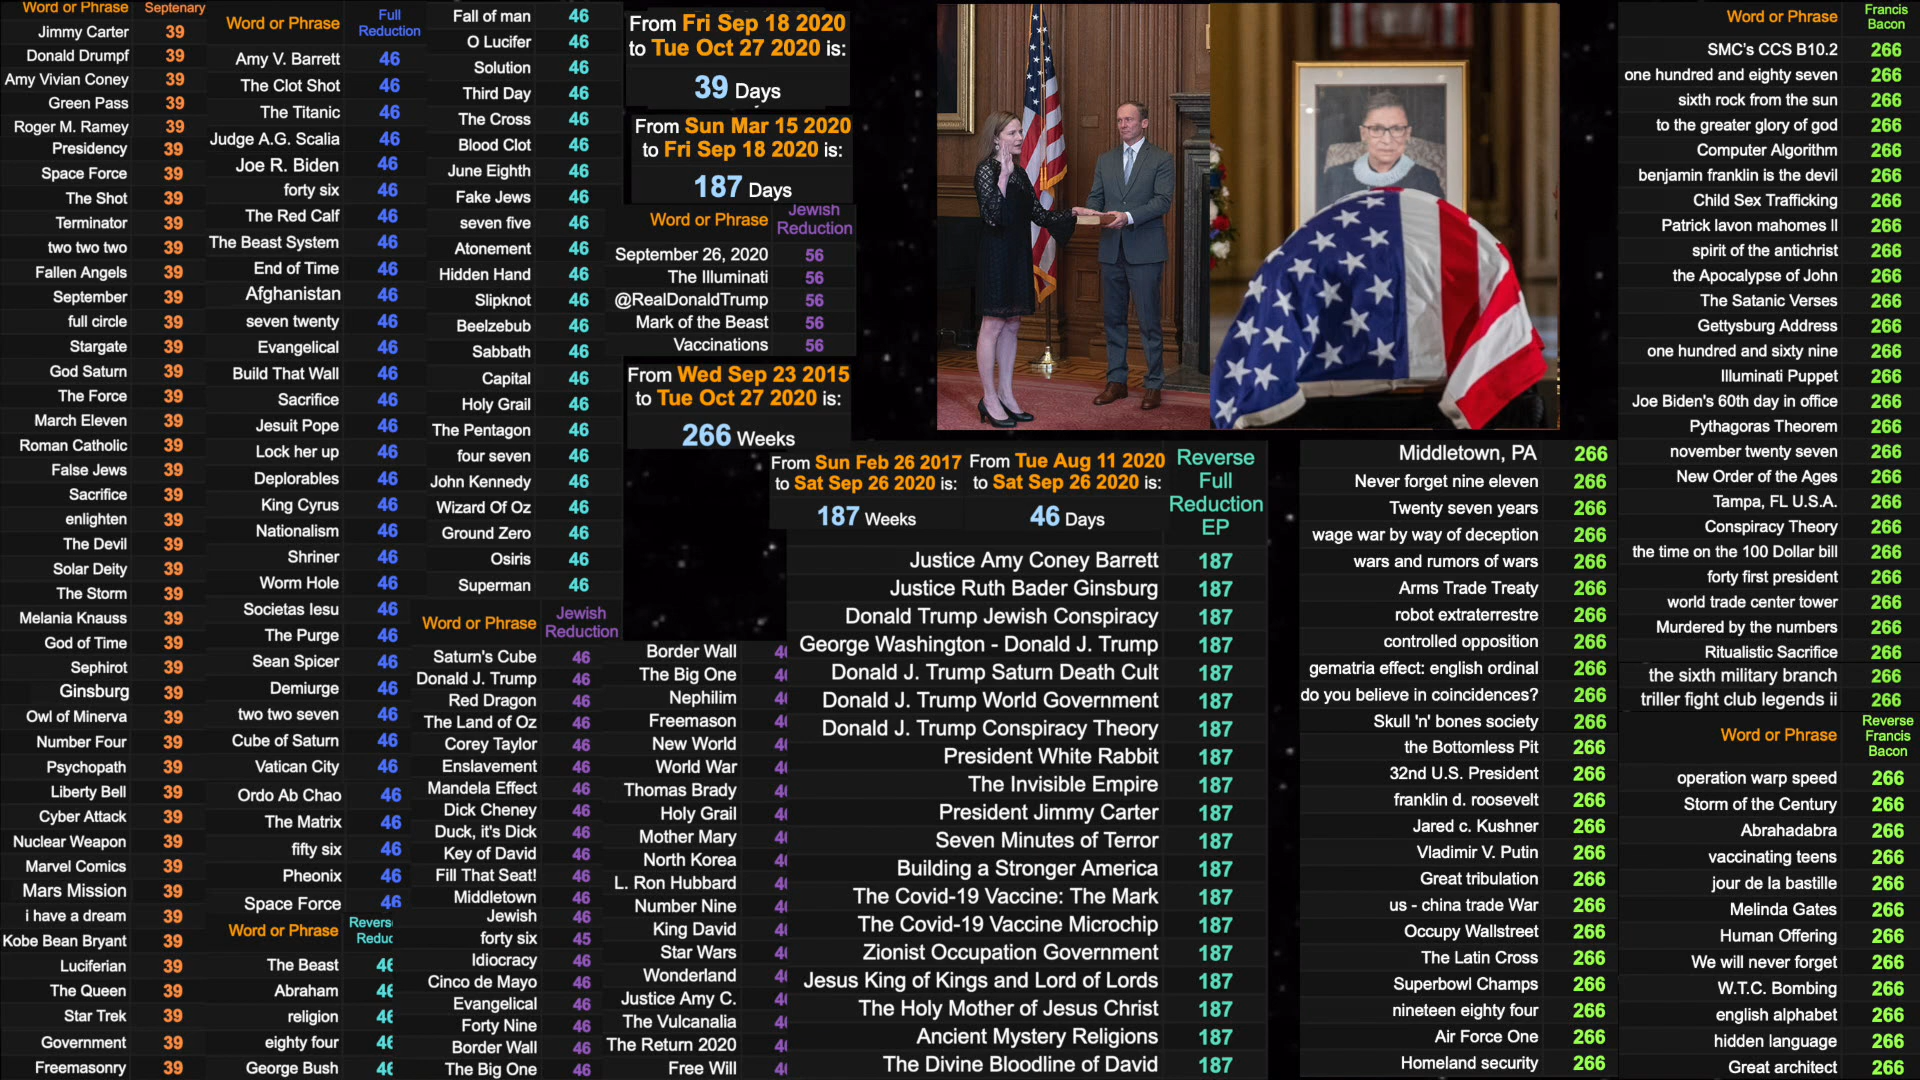 Word or Phrase Septenary
Jimmy Carter 39
Donald Drumpf 39
Amy Vivian Coney 39
Green Pass 39
Roger M. Ramey 39
Presidency 39
Space Force 39
The Shot 39
Terminator 39
two two two 39
Fallen Angels 39
September 39
full circle 39
Stargate 39
God Saturn 39
The Force 39
March Eleven 39
Roman Catholic 39
False Jews 39
Sacrifice 39
enlighten 39
The Devil 39
Solar Deity 39
The Storm 39
Melania Knauss 39
God of Time 39
Sephirot 39
Ginsburg 39
Owl of Minerva 39
Number Four 39
Psychopath 39
Liberty Bell 39
Cyber Attack 39
Nuclear Weapon 39
Marvel Comics 39
Mars Mission 39
i have a dream 39
Kobe Bean Bryant 39
Luciferian 39
The Queen 39
Star Trek 39
Government 39
Freemasonry 39
Word or Phrase Full Reduction
Amy V. Barrett 46
The Clot Shot 46
The Titanic 46
Judge A.G. Scalia 46
Joe R. Biden 46
forty six 46
The Red Calf 46
The Beast System 46
End of Time 46
Afghanistan 46
seven twenty 46
Evangelical 46
Build That Wall 46
Sacrifice 46
Jesuit Pope 46
Lock her up 46
Deplorables 46
King Cyrus 46
Nationalism 46
Shriner 46
Worm Hole 46
Societas Iesu 46
The Purge 46
Sean Spicer 46
Demiurge 46
two two seven 46
Cube of Saturn 46
Vatican City 46
Ordo Ab Chao 46
The Matrix 46
fifty six 46
Pheonix 46
Space Force 46
Word or Phrase
The Beast
Abraham
religion
eighty four 46
George Bush
Fall of man 46
O Lucifer 46
Solution 46
Third Day 46
The Cross 46
Blood Clot 46
June Eighth 46
Fake Jews 46
seven five 46
Atonement 46
Hidden Hand 46
Slipknot 46
Beelzebub 46
Sabbath 46
Capital 46
Holy Grail 46
The Pentagon 46
four seven 46
John Kennedy 46
Wizard Of Oz 46
Ground Zero 46
Osiris 46
Superman 46
Word or Phrase Jewish Reduction
Saturn's Cube 46
Donald J. Trump 46
Red Dragon 46
The Land of Oz 46
Corey Taylor 46
Enslavement 46
Mandela Effect 46
Dick Cheney 46
Duck, it's Dick 46
Key of David 46
Fill That Seat! 46
Middletown 46
Jewish 46
forty six 45
Idiocracy 46
Cinco de Mayo 46
Evangelical 46
Forty Nine 46
Border Wall 46
The Big One 46
From Fri Sep 18 2020
to Tue Oct 27 2020 is:
39 Days
From Sun Mar 15 2020
to Fri Sep 18 2020 is:
187 Days
Word or Phrase Jewish Reduction
September 26, 2020 56
The Illuminati 56
@RealDonaldTrump 56
Mark of the Beast 56
Vaccinations 56
From Wed Sep 23 2015
to Tue Oct 27 2020 is:
266 Weeks
Border Wall
The Big One
Nephilim
Freemason
New World
World War
Thomas Brady
Holy Grail
Mother Mary
North Korea
L. Ron Hubbard
Number Nine
King David
Star Wars
Wonderland
Justice Amy C.
The Vulcanalia
The Return 2020
Free Will
From Sun Feb 26 2017
to Sat Sep 26 2020 is:
187 Weeks
From Tue Aug 11 2020
to Sat Sep 26 2020 is:
46 Days
Reverse Full Reduction EP
Justice Amy Coney Barrett 187
Justice Ruth Bader Ginsburg 187
Donald Trump Jewish Conspiracy 187
George Washington - Donald J. Trump 187
Donald J. Trump Saturn Death Cult 187
Donald J. Trump World Government 187
Donald J. Trump Conspiracy Theory 187
President White Rabbit 187
The Invisible Empire 187
President Jimmy Carter 187
Seven Minutes of Terror 187
Building a Stronger America 187
The Covid-19 Vaccine: The Mark 187
The Covid-19 Vaccine Microchip 187
Zionist Occupation Government 187
Jesus King of Kings and Lord of Lords 187
The Holy Mother of Jesus Christ 187
Ancient Mystery Religions 187
The Divine Bloodline of David 187
Middletown, PA 266
Never forget nine eleven 266
Twenty seven years 266
wage war by way of deception 266
wars and rumors of wars 266
Arms Trade Treaty 266
robot extraterrestre 266
controlled opposition 266
gematria effect: english ordinal 266
do you believe in coincidences? 266
Skull 'n' bones society 266
the Bottomless Pit 266
32nd U.S. President 266
franklin d. roosevelt 266
Jared c. Kushner 266
Vladimir V. Putin 266
Great tribulation 266
us - china trade War 266
Occupy Wallstreet 266
The Latin Cross 266
Superbowl Champs 266
nineteen eighty four 266
Air Force One 266
Homeland security 266
Word or Phrase Francis Bacon
SMC's CCS B10.2 266
one hundred and eighty seven 266
sixth rock from the sun 266
to the greater glory of god 266
Computer Algorithm 266
benjamin franklin is the devil 266
Child Sex Trafficking 266
Patrick lavon mahomes II 266
spirit of the antichrist 266
the Apocalypse of John 266
The Satanic Verses 266
Gettysburg Address 266
one hundred and sixty nine 266
Illuminati Puppet 266
Joe Biden's 60th day in office 266
Pythagoras Theorem 266
november twenty seven 266
New Order of the Ages 266
Tampa, FL U.S.A. 266
Conspiracy Theory 266
the time on the 100 Dollar bill 266
forty first president 266
world trade center tower 266
Murdered by the numbers 266
Ritualistic Sacrifice 266
the sixth military branch 266
triller fight club legends ii 266
Word or Phrase Reverse Francis Bacon
operation warp speed 266
Storm of the Century 266
Abrahadabra 266
vaccinating teens 266
jour de la bastille 266
Melinda Gates 266
Human Offering 266
We will never forget 266
W.T.C. Bombing 266
english alphabet 266
hidden language 266
Great architect 266